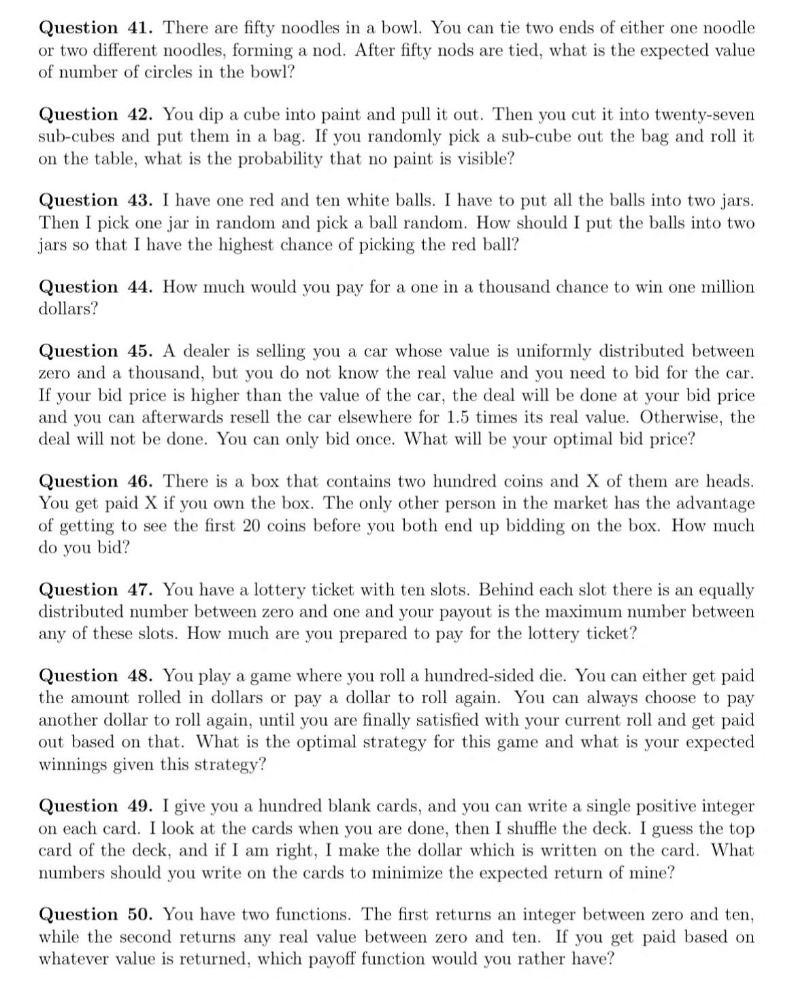 Question 41. There are fifty noodles in a bowl. You can tie two ends of either one noodle
or two different noodles, forming a nod. After fifty nods are tied, what is the expected value
of number of circles in the bowl?
Question 42. You dip a cube into paint and pull it out. Then you cut it into twenty-seven
sub-cubes and put them in a bag. If you randomly pick a sub-cube out the bag and roll it
on the table, what is the probability that no paint is visible?
Question 43. I have one red and ten white balls. I have to put all the balls into two jars.
Then I pick one jar in random and pick a ball random. How should I put the balls into two
jars so that I have the highest chance of picking the red ball?
Question 44. How much would you pay for a one in a thousand chance to win one million
dollars?
Question 45. A dealer is selling you a car whose value is uniformly distributed between
zero and a thousand, but you do not know the real value and you need to bid for the car.
If your bid price is higher than the value of the car, the deal will be done at your bid price
and you can afterwards resell the car elsewhere for 1.5 times its real value. Otherwise, the
deal will not be done. You can only bid once. What will be your optimal bid price?
Question 46. There is a box that contains two hundred coins and X of them are heads.
You get paid X if you own the box. The only other person in the market has the advantage
of getting to see the first 20 coins before you both end up bidding on the box. How much
do you bid?
Question 47. You have a lottery ticket with ten slots. Behind each slot there is an equally
distributed number between zero and one and your payout is the maximum number between
any of these slots. How much are you prepared to pay for the lottery ticket?
Question 48. You play a game where you roll a hundred-sided die. You can either get paid
the amount rolled in dollars or pay a dollar to roll again. You can always choose to pay
another dollar to roll again, until you are finally satisfied with your current roll and get paid
out based on that. What is the optimal strategy for this game and what is your expected
winnings given this strategy?
Question 49. I give you a hundred blank cards, and you can write a single positive integer
on each card. I look at the cards when you are done, then I shuffle the deck. I guess the top
card of the deck, and if I am right, I make the dollar which is written on the card. What
numbers should you write on the cards to minimize the expected return of mine?
Question 50. You have two functions. The first returns an integer between zero and ten,
while the second returns any real value between zero and ten. If you get paid based on
whatever value is returned, which payoff function would you rather have?